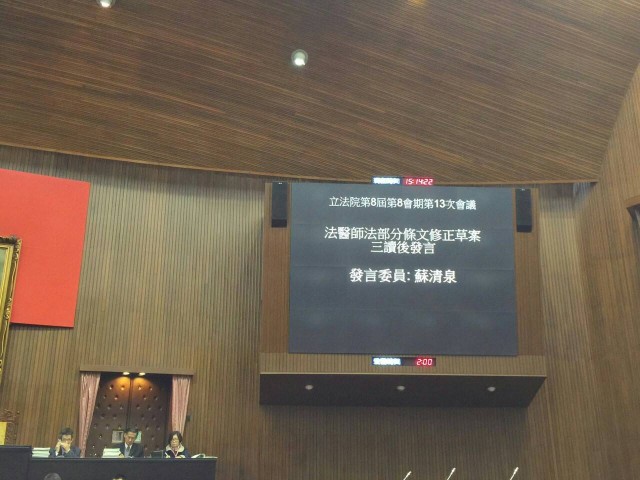 15:14:22
立法院第8屆第8會期第13次會議
法醫師法部分條文修正草案
三讀後發言
發言委員: 蘇清泉
2:00